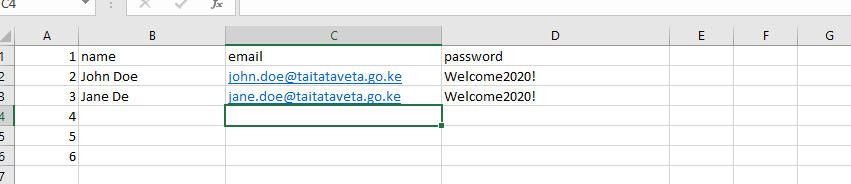 C4 fx
A B C D E F G
1 1 name email password
2 2 John Doe john.doe@taitataveta.go.ke Welcome2020!
3 3 Jane De jane.doe@taitataveta.go.ke Welcome2020!
4 4
5 5
6 6
7